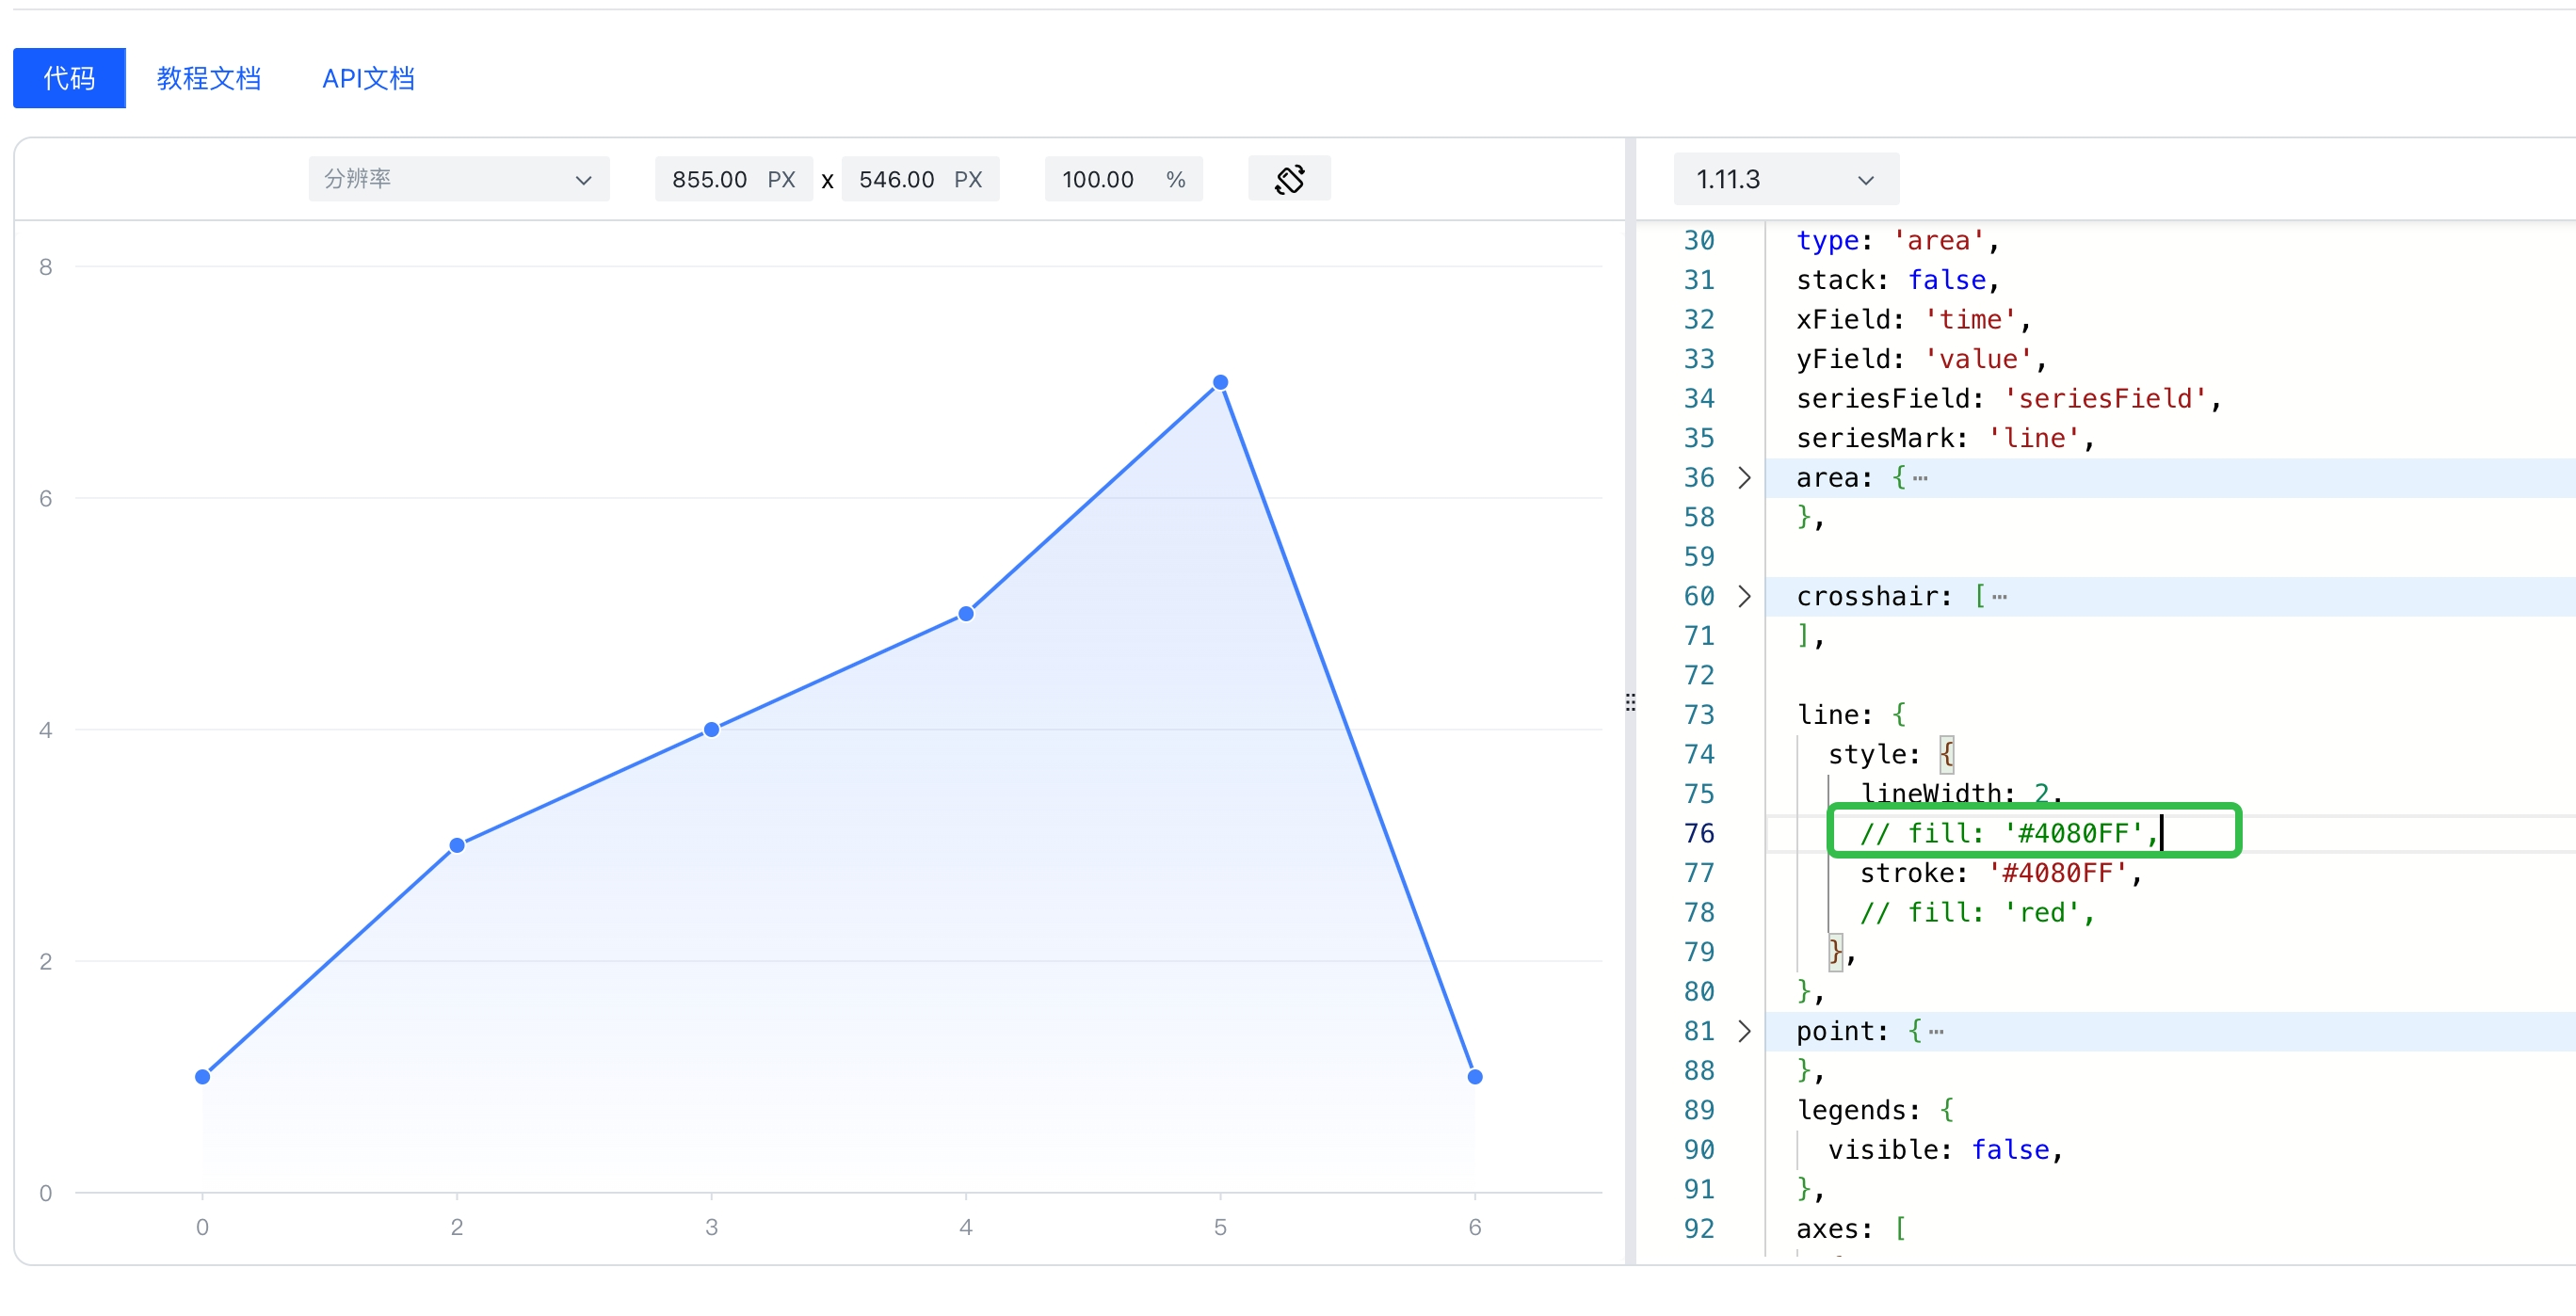 代码 教程文档 API文档
分辨率 855.00 PX x 546.00 PX 100.00 %
8
6
4
2
0
0 2 3 4 5 6
1.11.3
30 type: 'area',
31 stack: false,
32 xField: 'time',
33 yField: 'value',
34 seriesField: 'seriesField',
35 seriesMark: 'line',
36 area: {⋯
58 },
59
60 crosshair: [⋯
71 ],
72
73 line: {
74 style: {
75 lineWidth: 2,
76 // fill: '#4080FF',
77 stroke: '#4080FF',
78 // fill: 'red',
79 },
80 },
81 point: {⋯
88 },
89 legends: {
90 visible: false,
91 },
92 axes: [